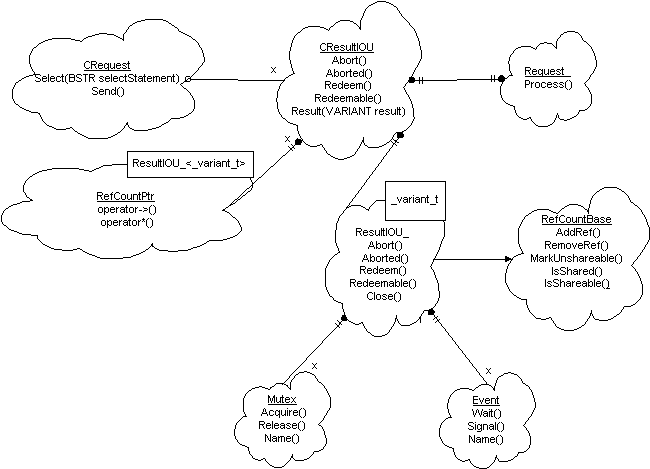 CRequest
Select(BSTR selectStatement)
Send()
x
CResultIOU
Abort()
Aborted()
Redeem()
Redeemable()
Result(VARIANT result)
Request
Process()
x
ResultIOU_<_variant_t>
RefCountPtr
operator->()
operator*()
_variant_t
ResultIOU_
Abort()
Aborted()
Redeem()
Redeemable()
Close()
RefCountBase
AddRef()
RemoveRef()
MarkUnshareable()
IsShared()
IsShareable()
x
Mutex
Acquire()
Release()
Name()
x
Event
Wait()
Signal()
Name()